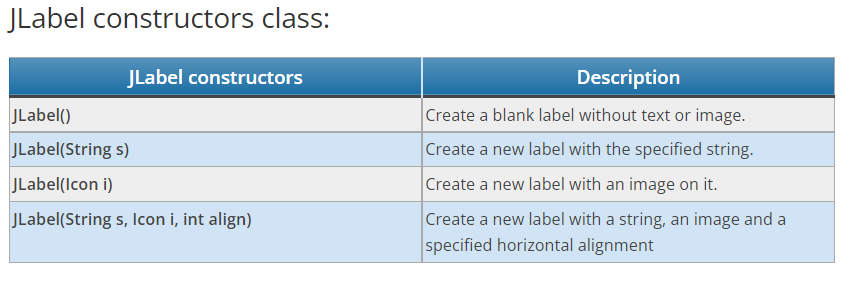 JLabel constructors class:
JLabel constructors Description
JLabel() Create a blank label without text or image.
JLabel(String s) Create a new label with the specified string.
JLabel(Icon i) Create a new label with an image on it.
JLabel(String s, Icon i, int align) Create a new label with a string, an image and a
specified horizontal alignment